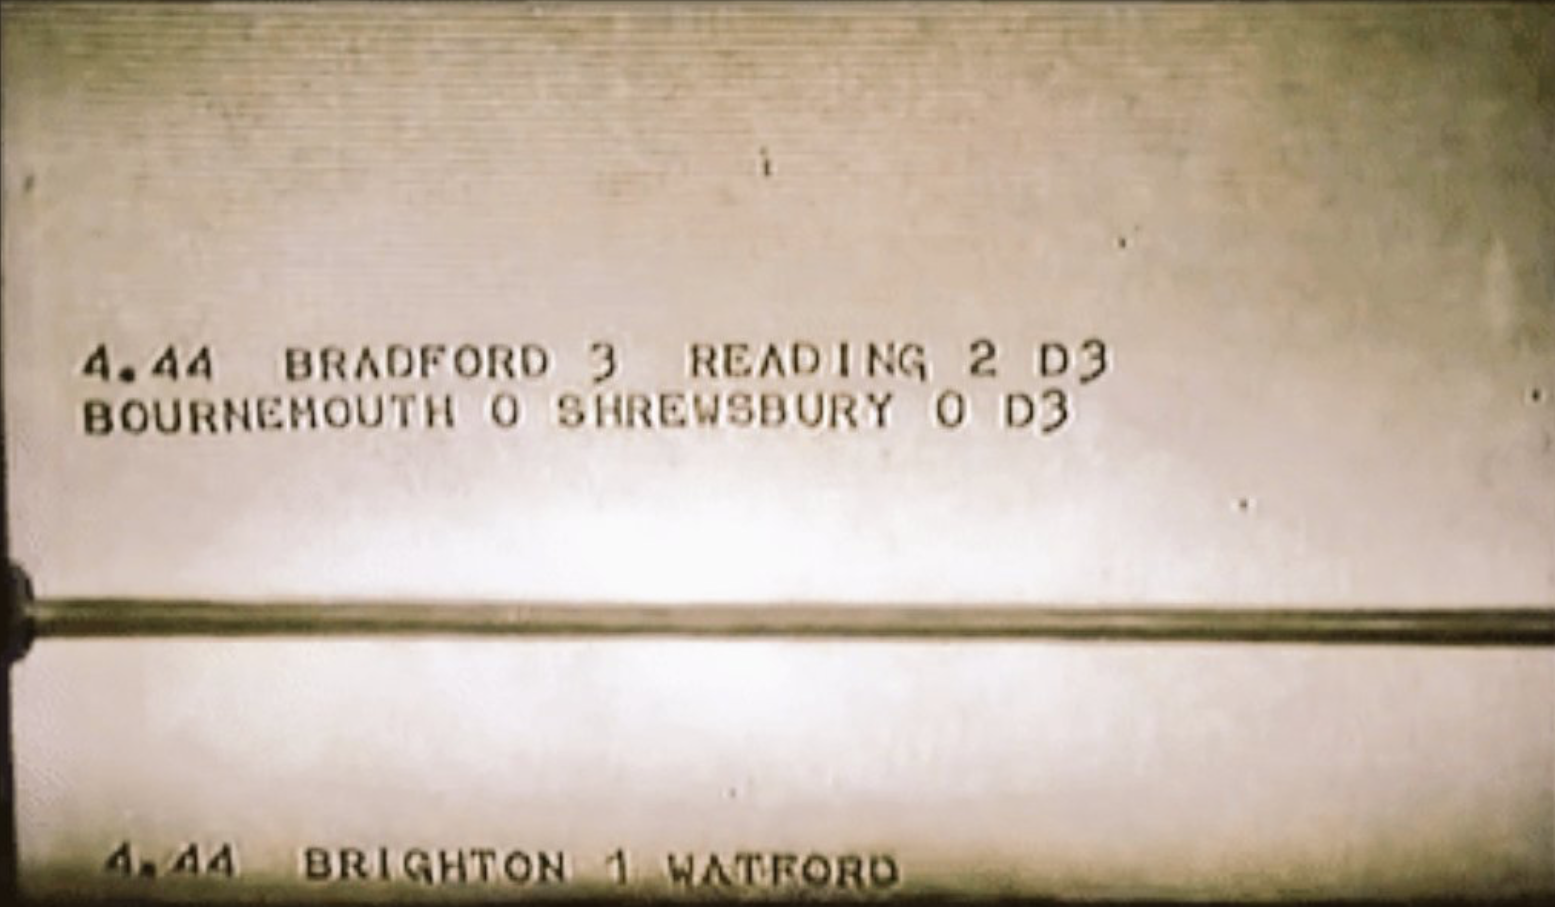 4.44 BRADFORD 3 READING 2 D3
BOURNEMOUTH 0 SHREWSBURY 0 D3
4.44 BRIGHTON 1 WATFORD